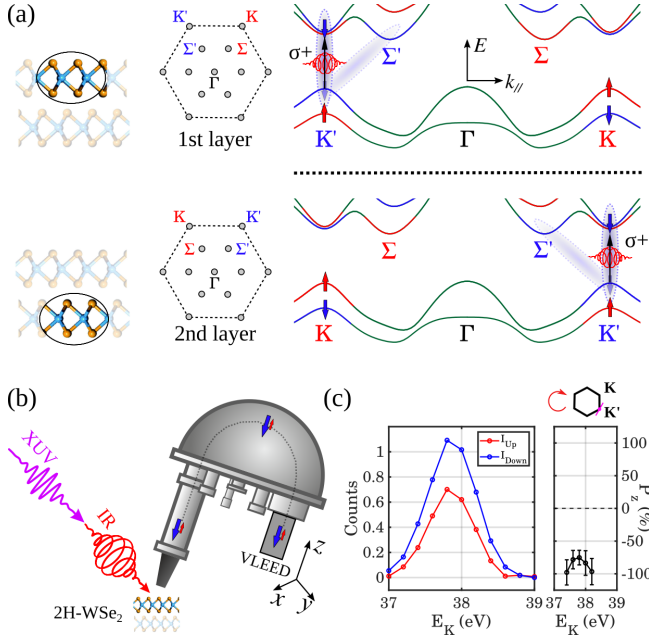 (a)
K'
K
Σ'
Σ
Γ
1st layer
σ+
Σ'
E
k//
Σ
K'
Γ
K
K
K'
Σ
Σ'
Γ
2nd layer
Σ
Σ'
σ+
K
Γ
K'
(b)
XUV
IR
2H-WSe2
VLEED
z
x
y
(c)
K
K'
Counts
1
0.8
0.6
0.4
0.2
0
37
38
39
EK (eV)
IUp
IDown
100
50
0
-50
-100
Pz (%)
37
38
39
EK (eV)